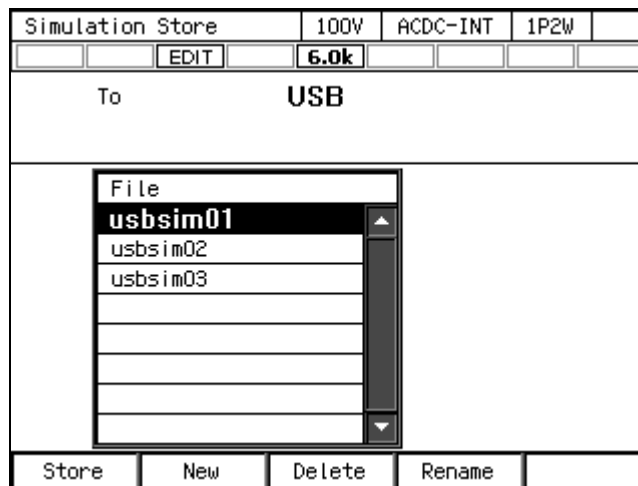 Simulation Store 100V ACDC-INT 1P2W
EDIT 6.0k
To USB
File
usbsim01
usbsim02
usbsim03
Store New Delete Rename